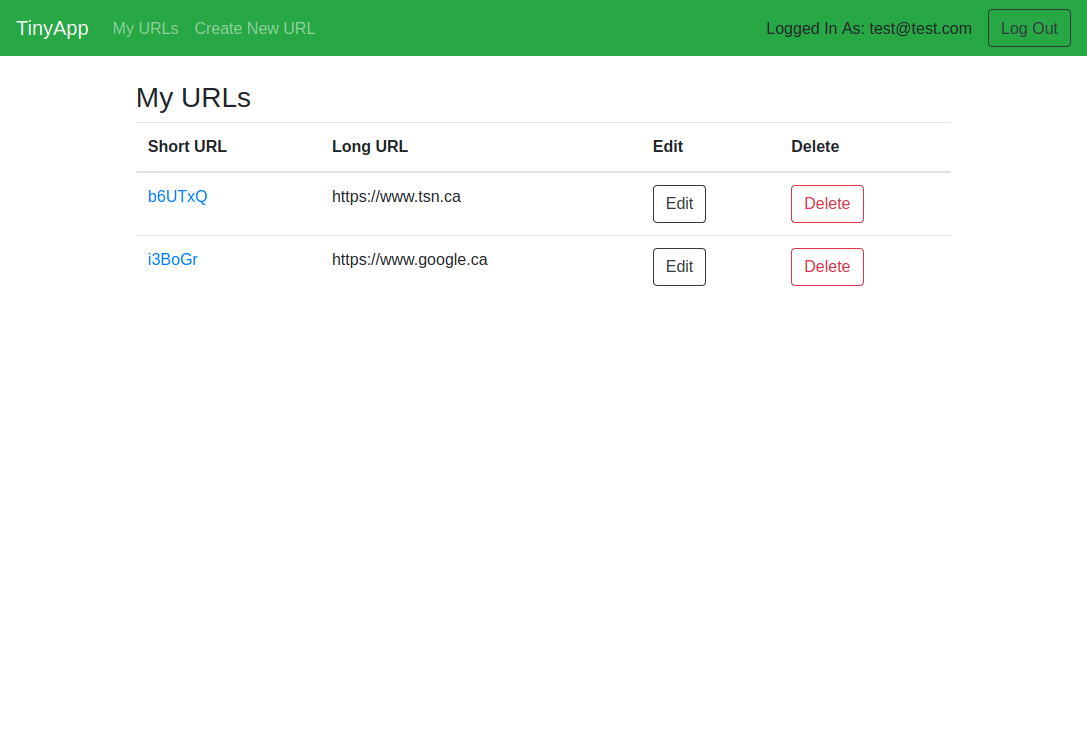 TinyApp My URLs Create New URL Logged In As: test@test.com Log Out
My URLs
Short URL Long URL Edit Delete
b6UTxQ https://www.tsn.ca Edit Delete
i3BoGr https://www.google.ca Edit Delete